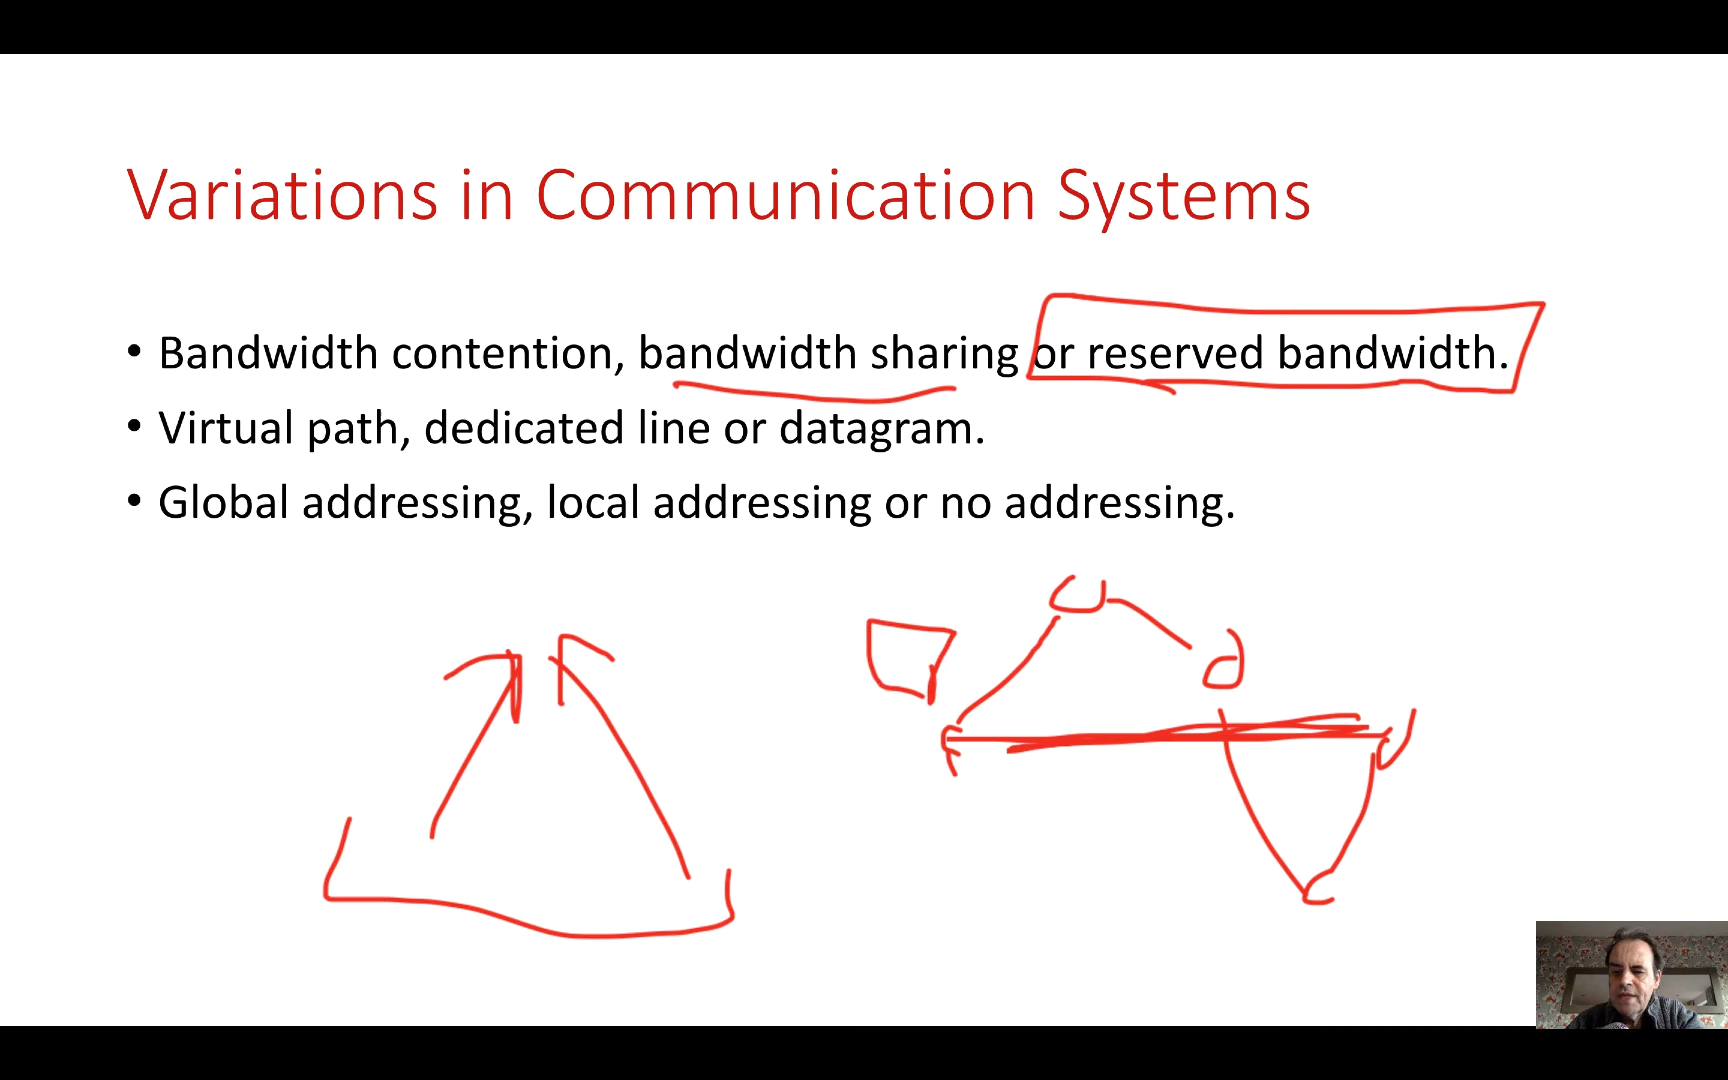 Variations in Communication Systems
• Bandwidth contention, bandwidth sharing or reserved bandwidth.
• Virtual path, dedicated line or datagram.
• Global addressing, local addressing or no addressing.